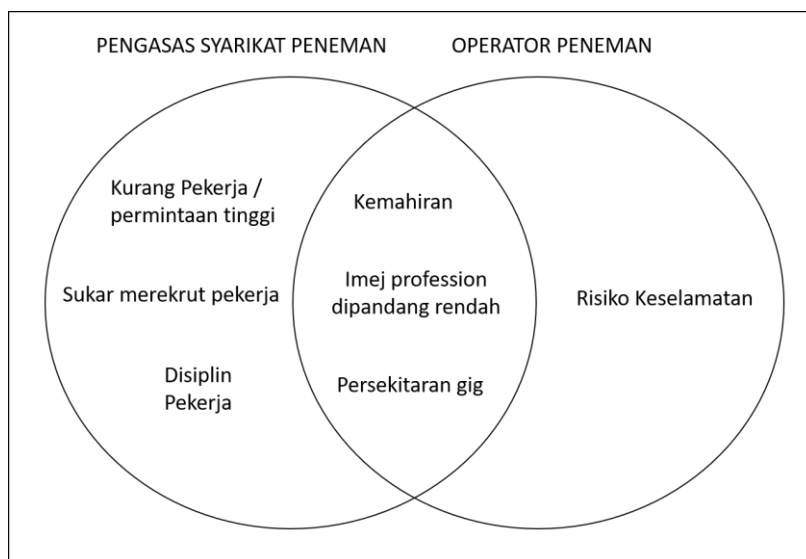 PENGASAS SYARIKAT PENEMAN
OPERATOR PENEMAN
Kurang Pekerja /
permintaan tinggi
Sukar merekrut pekerja
Disiplin
Pekerja
Kemahiran
Imej profession
dipandang rendah
Persekitaran gig
Risiko Keselamatan